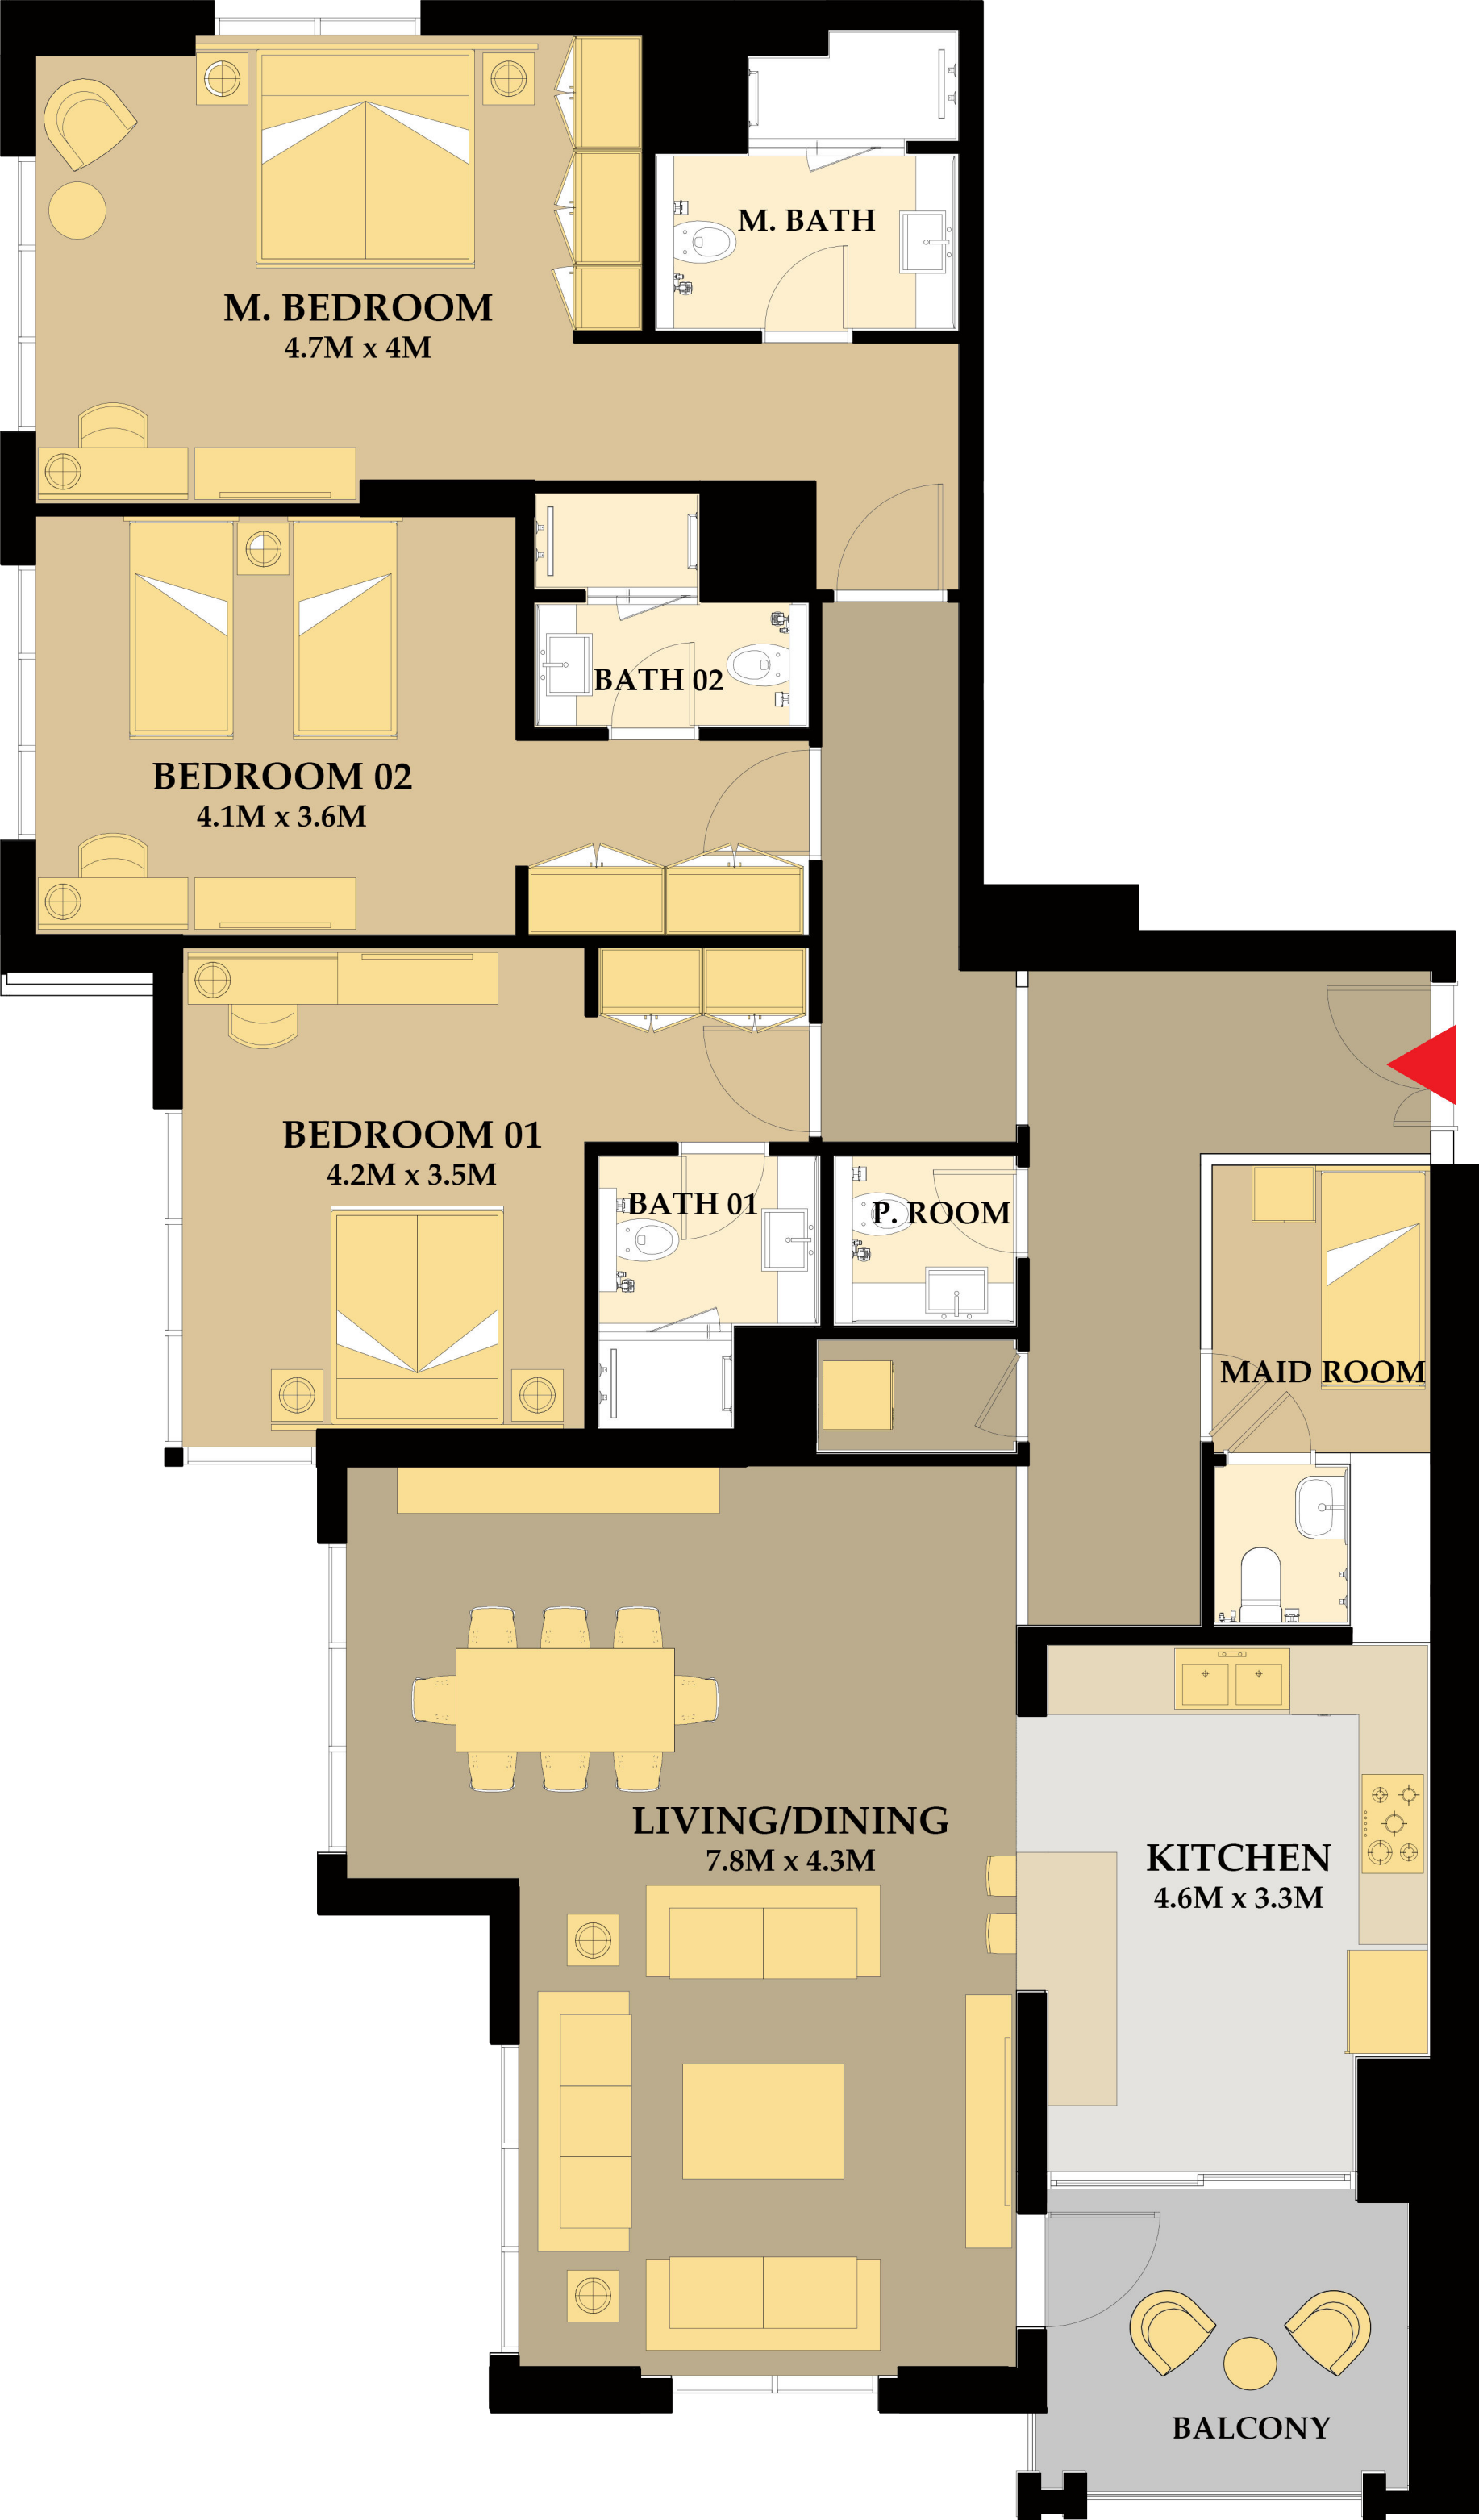 M. BATH
M. BEDROOM
4.7M x 4M
BATH 02
BEDROOM 02
4.1M x 3.6M
BEDROOM 01
4.2M x 3.5M
BATH 01
P. ROOM
MAID ROOM
LIVING/DINING
7.8M x 4.3M
KITCHEN
4.6M x 3.3M
BALCONY